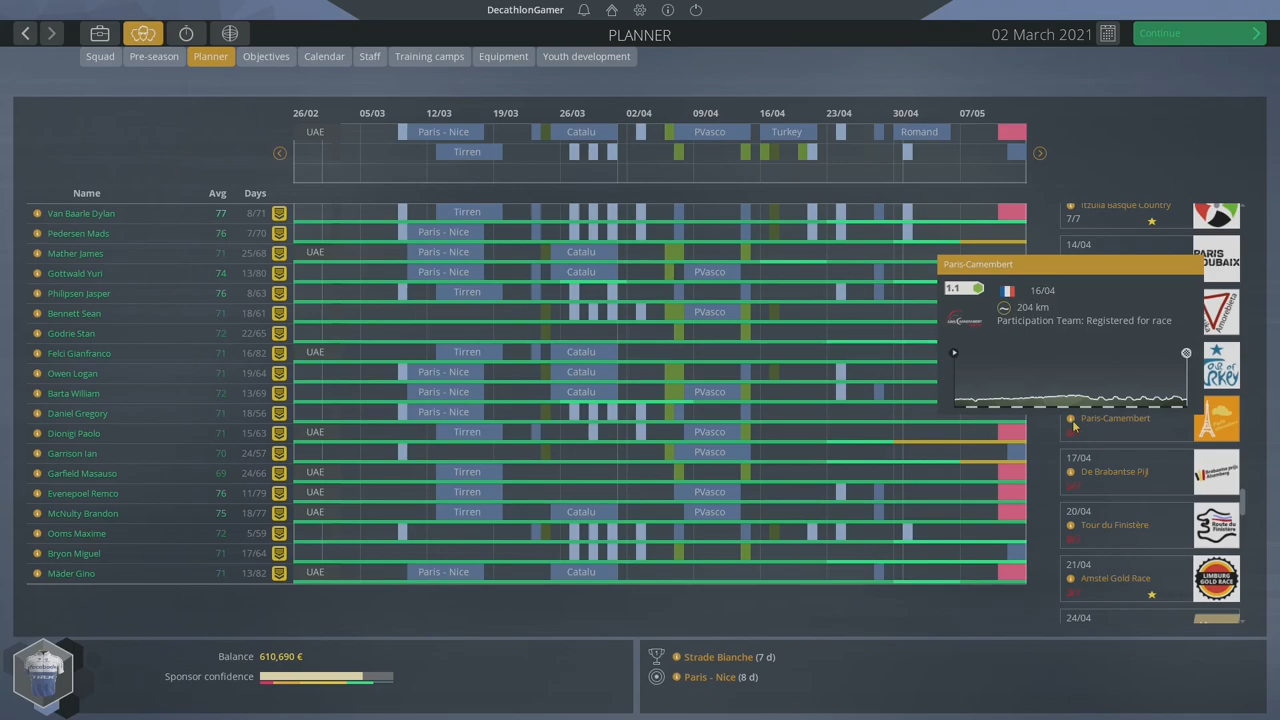 DecathlonGamer
PLANNER
02 March 2021
Continue
Squad Pre-season Planner Objectives Calendar Staff Training camps Equipment Youth development
26/02 05/03 12/03 19/03 26/03 02/04 09/04 16/04 23/04 30/04 07/05
UAE Paris - Nice Catalu PVasco Turkey Romand
Tirren
Name Avg Days
Van Baarle Dylan 77 8/71 Tirren
Pedersen Mads 76 7/70 Paris - Nice
Mather James 71 25/68 UAE Paris - Nice Catalu
Gottwald Yuri 74 13/80 Paris - Nice Catalu PVasco
Philipsen Jasper 76 8/63 Paris - Nice
Bennett Sean 71 18/61 Paris - Nice PVasco
Godrie Stan 72 22/65
Felci Gianfranco 71 16/82 UAE Tirren Catalu
Owen Logan 71 19/64 Paris - Nice Catalu
Barta William 72 13/69 Paris - Nice Catalu PVasco
Daniel Gregory 71 18/56 Paris - Nice
Dionigi Paolo 71 15/63 UAE Tirren PVasco
Garrison Ian 70 24/57 PVasco
Garfield Masauso 69 24/66 UAE Tirren PVasco
Evenepoel Remco 76 11/79 UAE Tirren PVasco
McNulty Brandon 75 18/77 UAE Tirren Catalu PVasco
Ooms Maxime 72 5/59
Bryon Miguel 71 17/64
Mäder Gino 71 13/82 UAE Paris - Nice Catalu
Itzulia Basque Country
7/7
14/04
PARIS
ROUBAIX
Paris-Camembert
1.1 16/04
204 km
Participation Team: Registered for race
Paris-Camembert
17/04
De Brabantse Pijl
20/04
Tour du Finistère
21/04
Amstel Gold Race
LIMBURG
GOLD RACE
24/04
Balance 610,690 €
Sponsor confidence
Strade Bianche (7 d)
Paris - Nice (8 d)